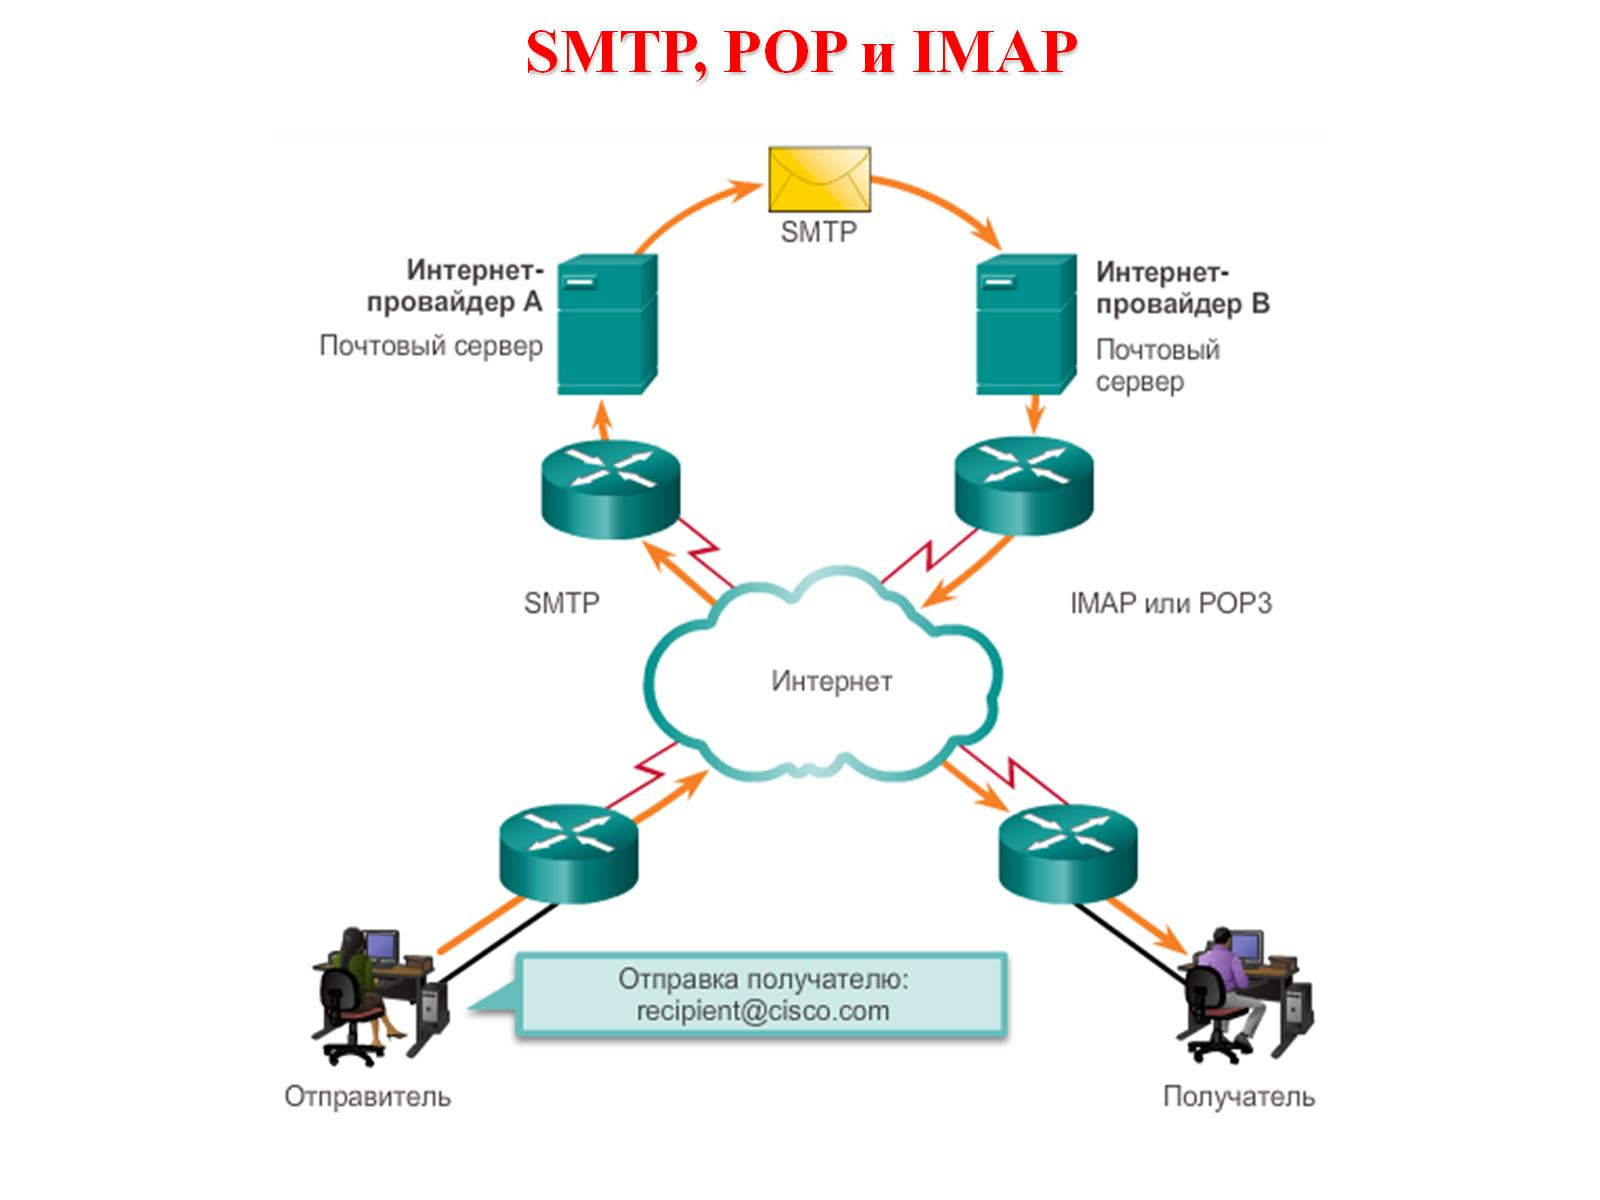 SMTP, POP и IMAP
SMTP
Интернет-
провайдер A
Почтовый сервер
Интернет-
провайдер B
Почтовый
сервер
SMTP
IMAP или POP3
Интернет
Отправка получателю:
recipient@cisco.com
Отправитель
Получатель